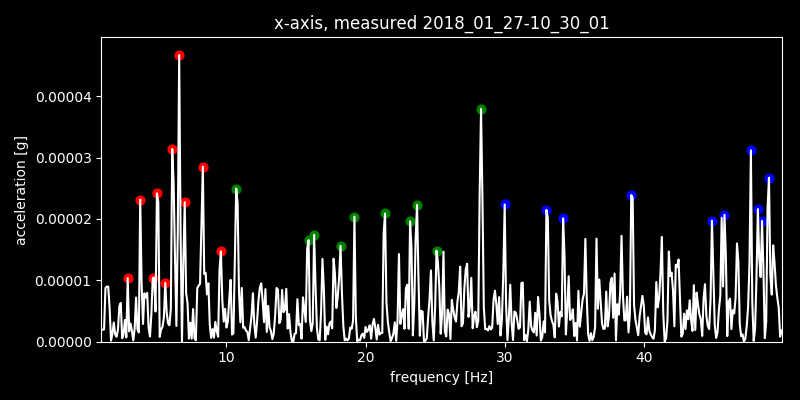 x-axis, measured 2018_01_27-10_30_01
acceleration [g]
0.00004
0.00003
0.00002
0.00001
0.00000
10 20 30 40
frequency [Hz]